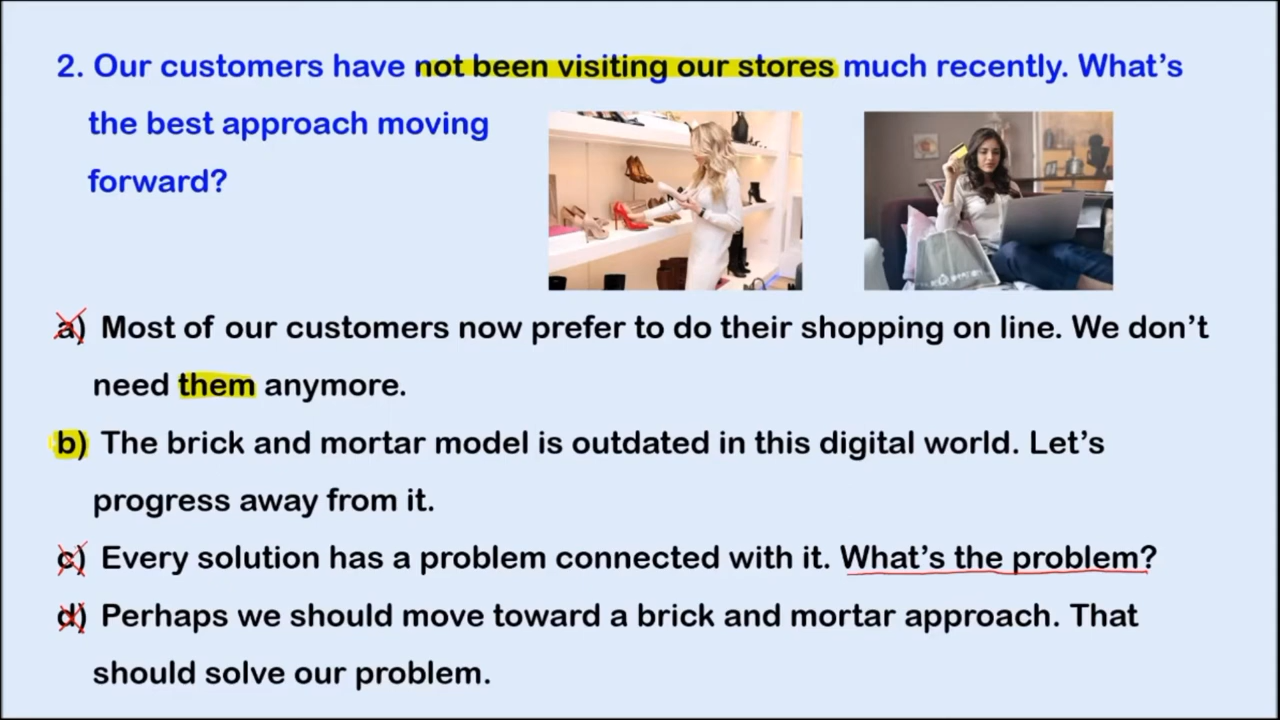 2. Our customers have not been visiting our stores much recently. What's
the best approach moving
forward?
a) Most of our customers now prefer to do their shopping on line. We don't
need them anymore.
b) The brick and mortar model is outdated in this digital world. Let's
progress away from it.
c) Every solution has a problem connected with it. What's the problem?
d) Perhaps we should move toward a brick and mortar approach. That
should solve our problem.